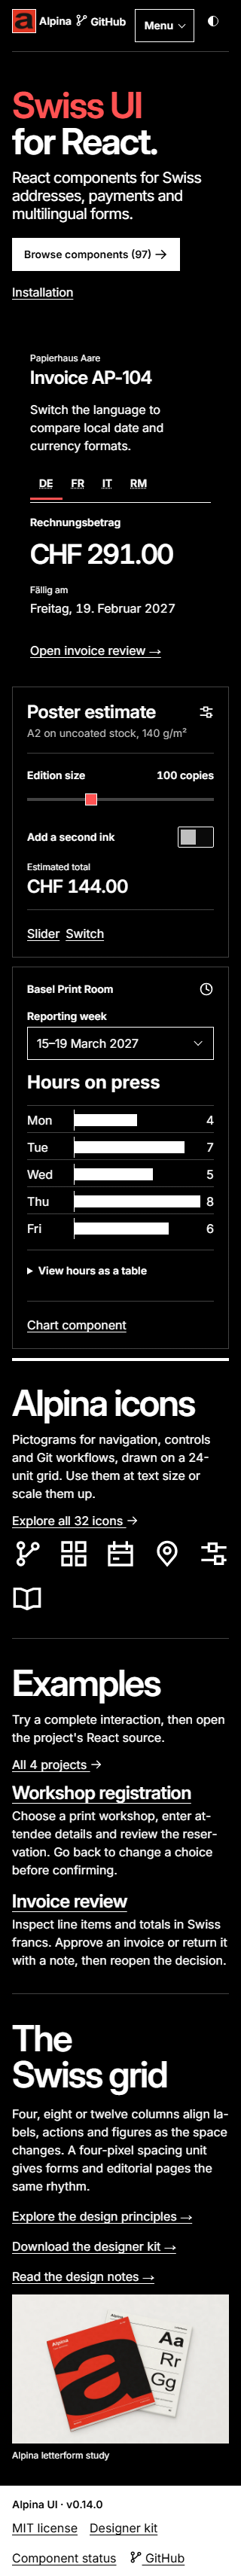 a Alpina GitHub Menu
Swiss UI
for React.
React components for Swiss
addresses, payments and
multilingual forms.
Browse components (97) →
Installation
Papierhaus Aare
Invoice AP-104
Switch the language to
compare local date and
currency formats.
DE FR IT RM
Rechnungsbetrag
CHF 291.00
Fällig am
Freitag, 19. Februar 2027
Open invoice review →
Poster estimate
A2 on uncoated stock, 140 g/m²
Edition size 100 copies
Add a second ink
Estimated total
CHF 144.00
Slider Switch
Basel Print Room
Reporting week
15–19 March 2027
Hours on press
Mon 4
Tue 7
Wed 5
Thu 8
Fri 6
View hours as a table
Chart component
Alpina icons
Pictograms for navigation, controls
and Git workflows, drawn on a 24-
unit grid. Use them at text size or
scale them up.
Explore all 32 icons →
Examples
Try a complete interaction, then open
the project's React source.
All 4 projects →
Workshop registration
Choose a print workshop, enter at-
tendee details and review the reser-
vation. Go back to change a choice
before confirming.
Invoice review
Inspect line items and totals in Swiss
francs. Approve an invoice or return it
with a note, then reopen the decision.
The
Swiss grid
Four, eight or twelve columns align la-
bels, actions and figures as the space
changes. A four-pixel spacing unit
gives forms and editorial pages the
same rhythm.
Explore the design principles →
Download the designer kit →
Read the design notes →
Alpina
a
Aa
Rr
Gg
Alpina letterform study
Alpina UI · v0.14.0
MIT license Designer kit
Component status GitHub